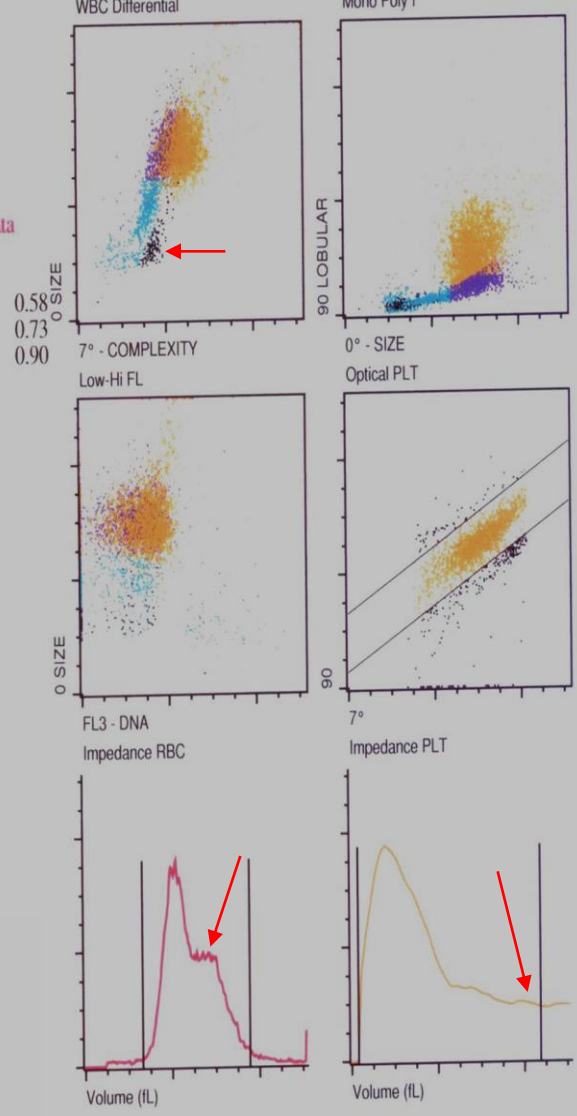 WBC Differential
Mono Poly I
ata
0.58
0.73
0.90
0 SIZE
90 LOBULAR
7° - COMPLEXITY
0° - SIZE
Low-Hi FL
Optical PLT
0 SIZE
90
FL3 - DNA
7°
Impedance RBC
Impedance PLT
Volume (fL)
Volume (fL)